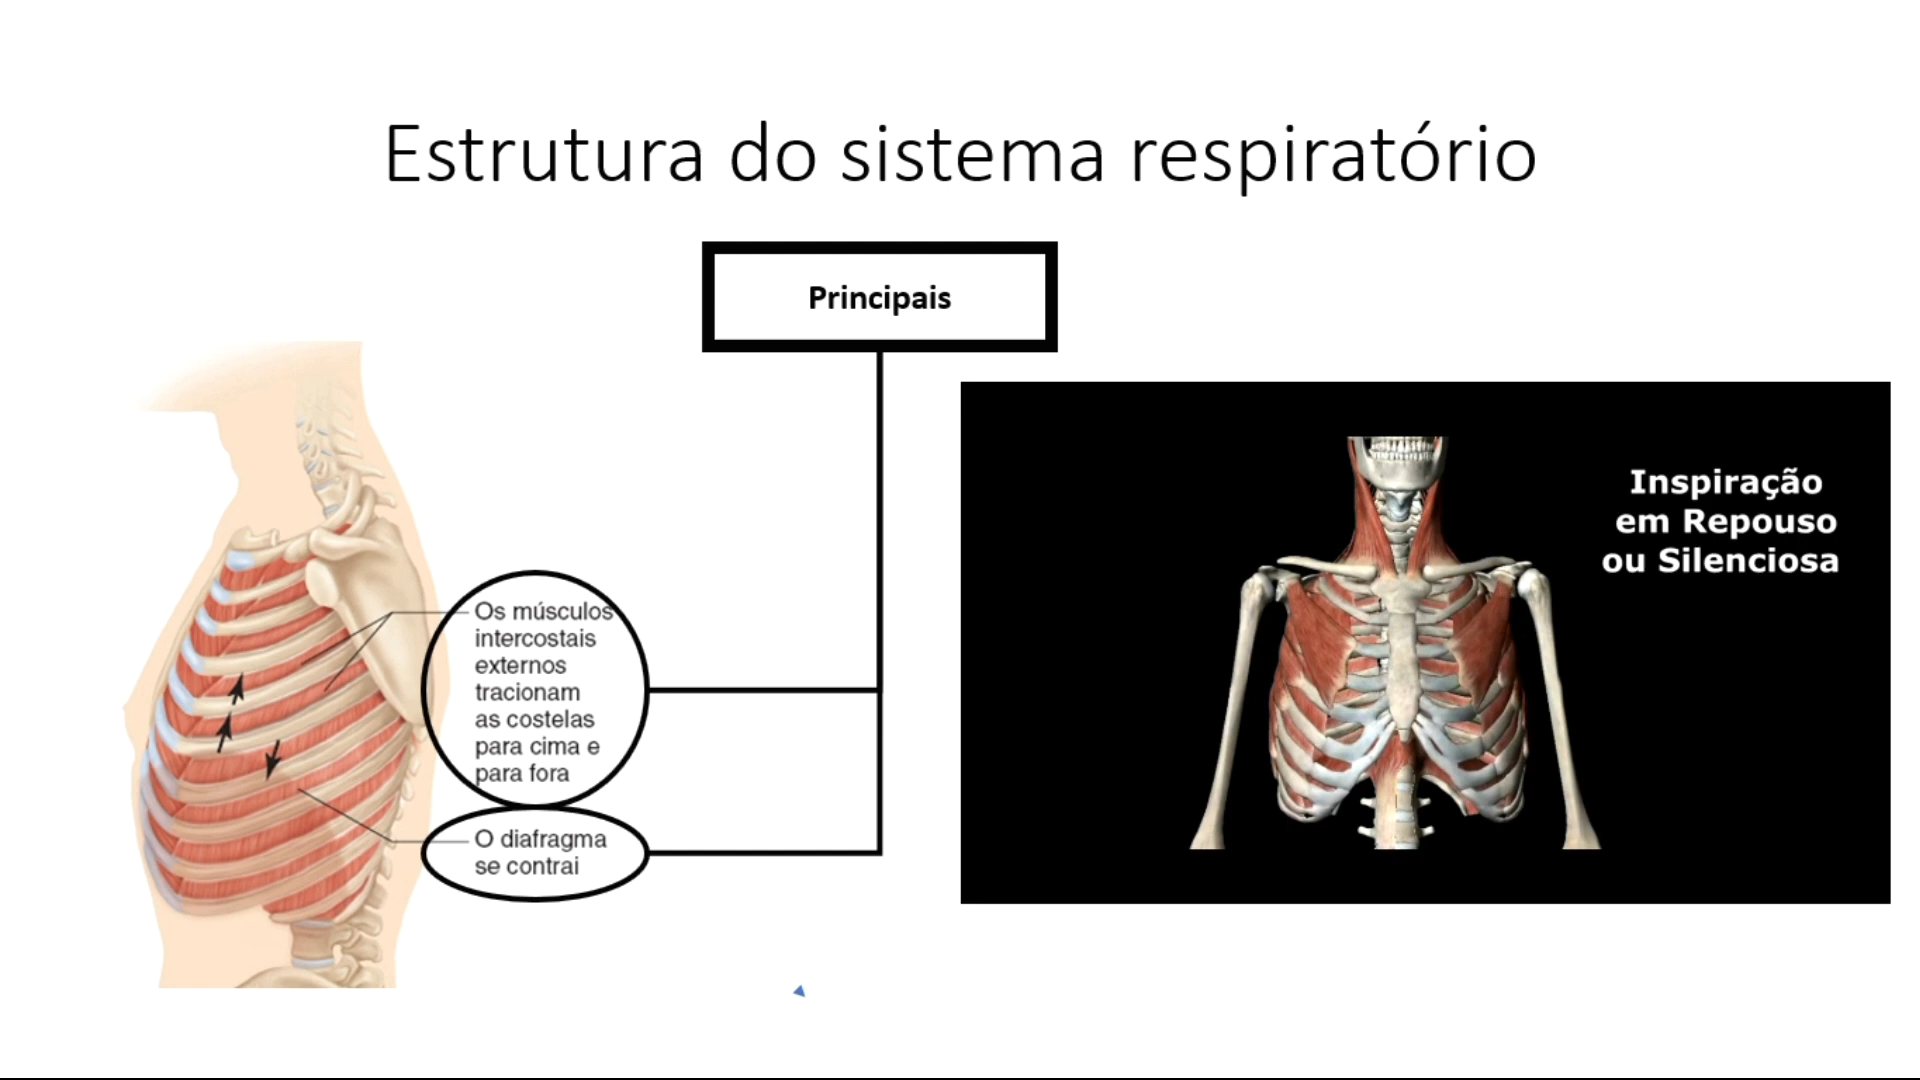 Estrutura do sistema respiratório
Principais
Os músculos
intercostais
externos
tracionam
as costelas
para cima e
para fora
O diafragma
se contrai
Inspiração
em Repouso
ou Silenciosa